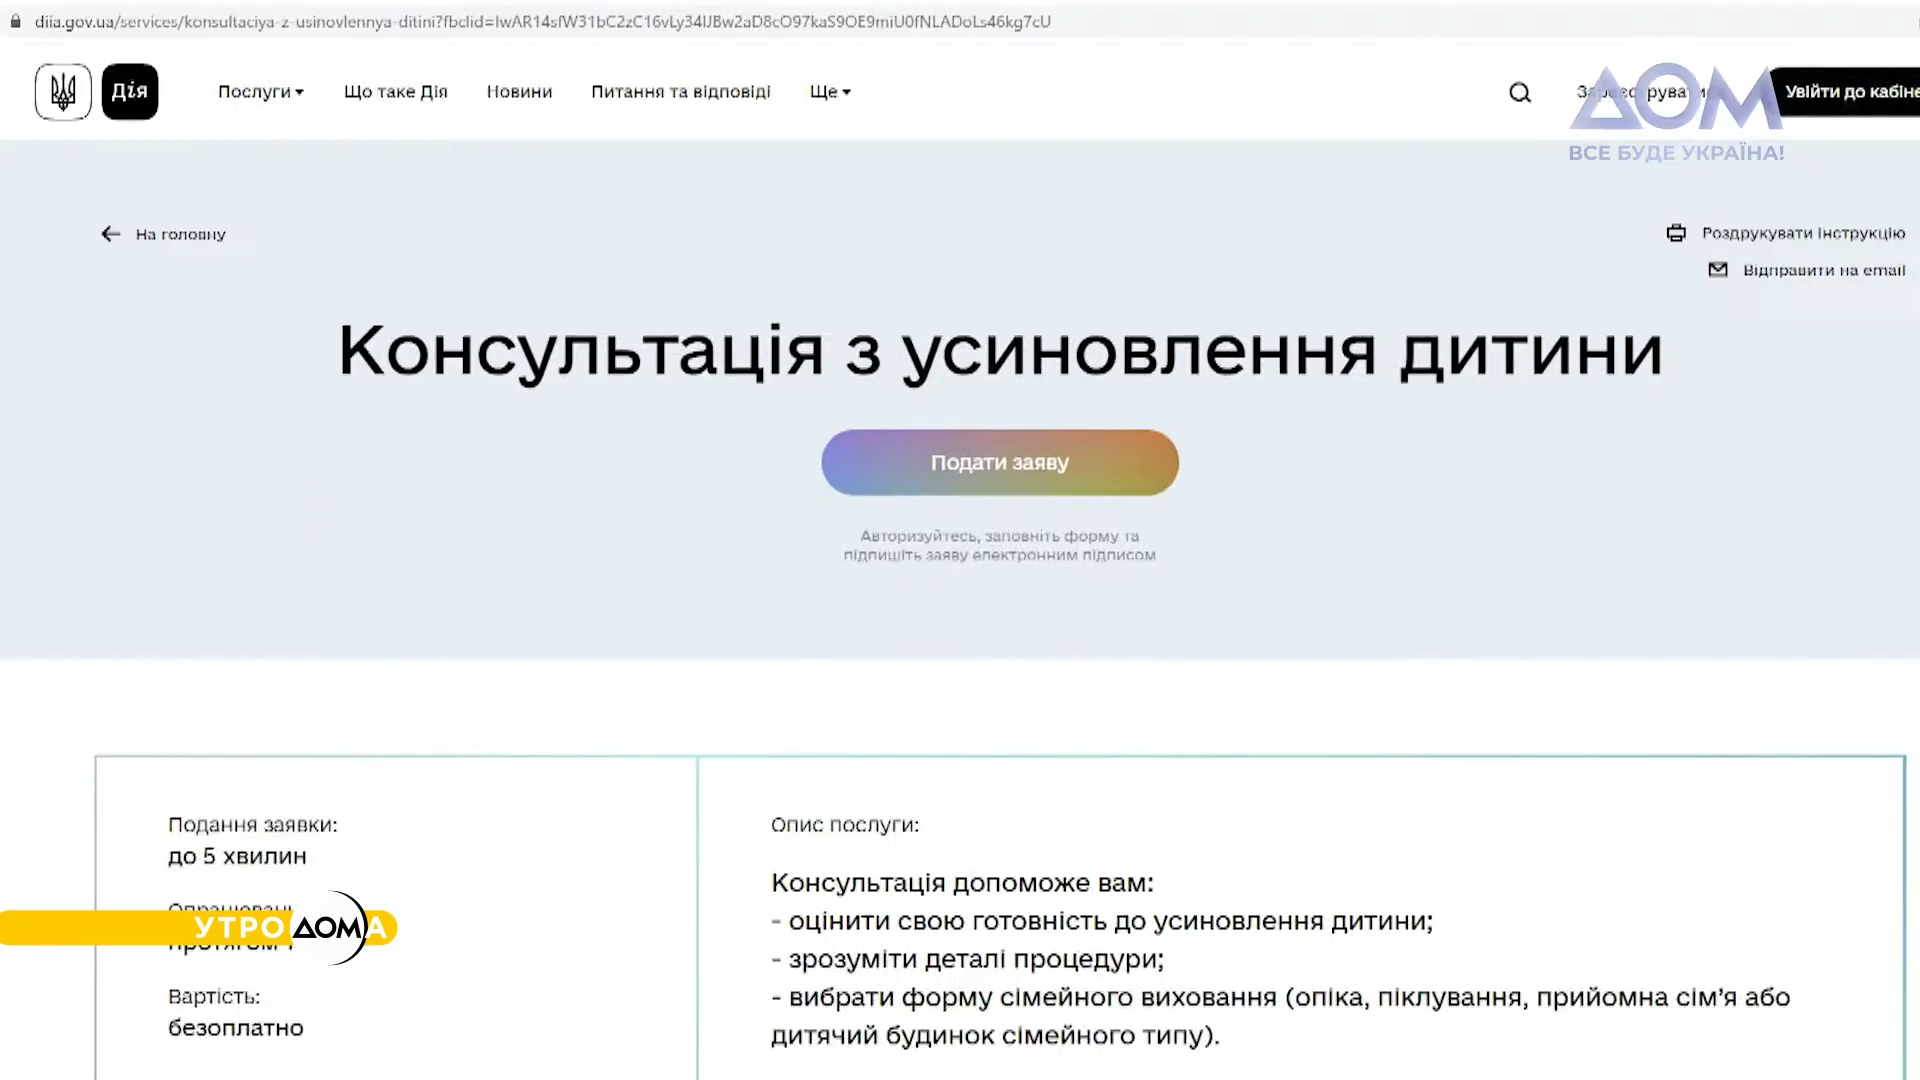 diia.gov.ua/services/konsultaciya-z-usinovlennya-ditini?fbclid=IwAR14sfW31bC2zC16vLy34lJBw2aD8cO97kaS9OE9miU0fNLADoLs46kg7cU
Дія
Послуги
Що таке Дія
Новини
Питання та відповіді
Ще
ДОМ
Увійти до
ВСЕ БУДЕ УКРАЇНА!
На головну
Роздрукувати інструкцію
Відправити на email
Консультація з усиновлення дитини
Подати заяву
Авторизуйтесь, заповніть форму та
підпишіть заяву електронним підписом
Подання заявки:
до 5 хвилин
УТРО ДОМА
Вартість:
безоплатно
Опис послуги:
Консультація допоможе вам:
- оцінити свою готовність до усиновлення дитини;
- зрозуміти деталі процедури;
- вибрати форму сімейного виховання (опіка, піклування, прийомна сім’я або
дитячий будинок сімейного типу).